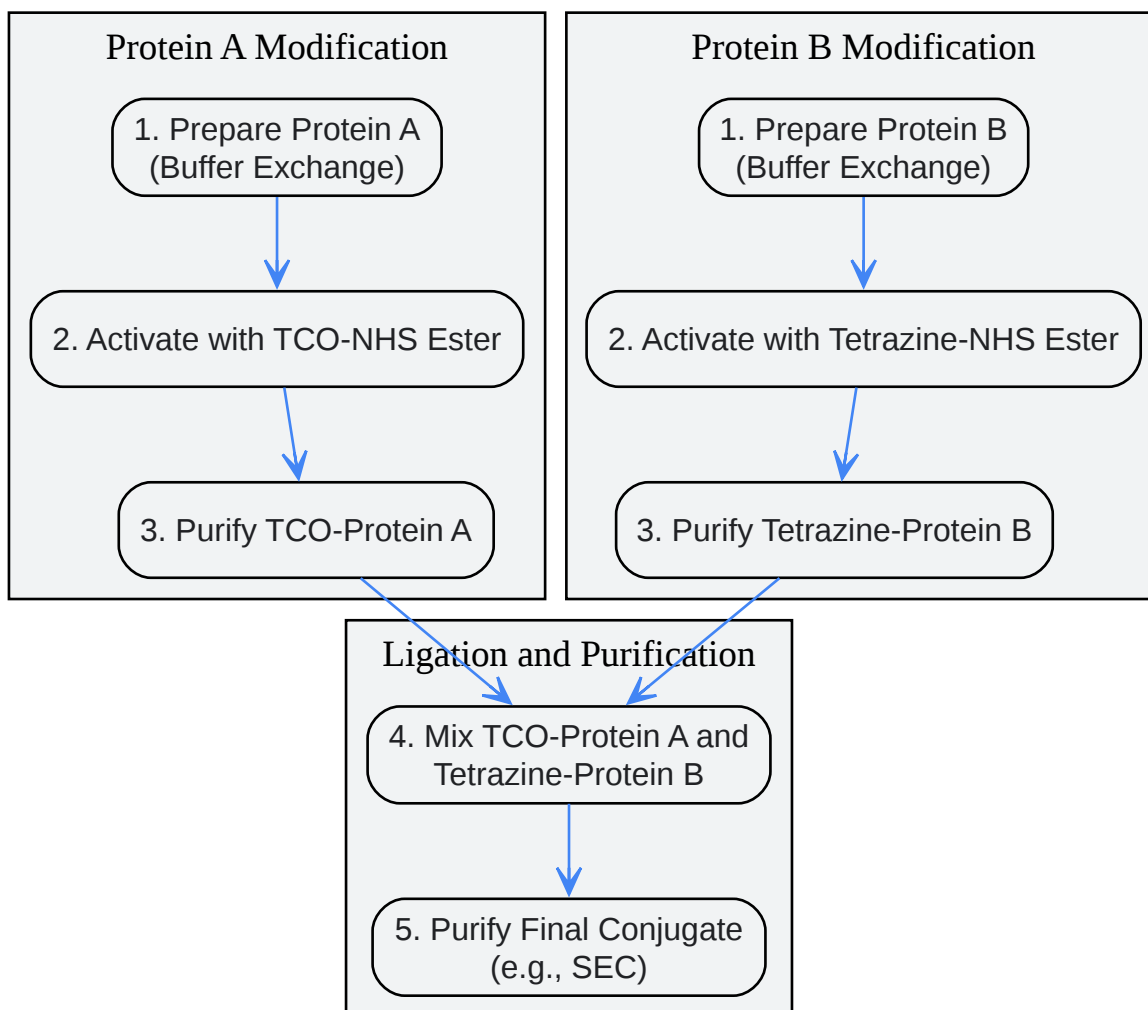 Protein A Modification
1. Prepare Protein A
(Buffer Exchange)
2. Activate with TCO-NHS Ester
3. Purify TCO-Protein A
Protein B Modification
1. Prepare Protein B
(Buffer Exchange)
2. Activate with Tetrazine-NHS Ester
3. Purify Tetrazine-Protein B
Ligation and Purification
4. Mix TCO-Protein A and
Tetrazine-Protein B
5. Purify Final Conjugate
(e.g., SEC)